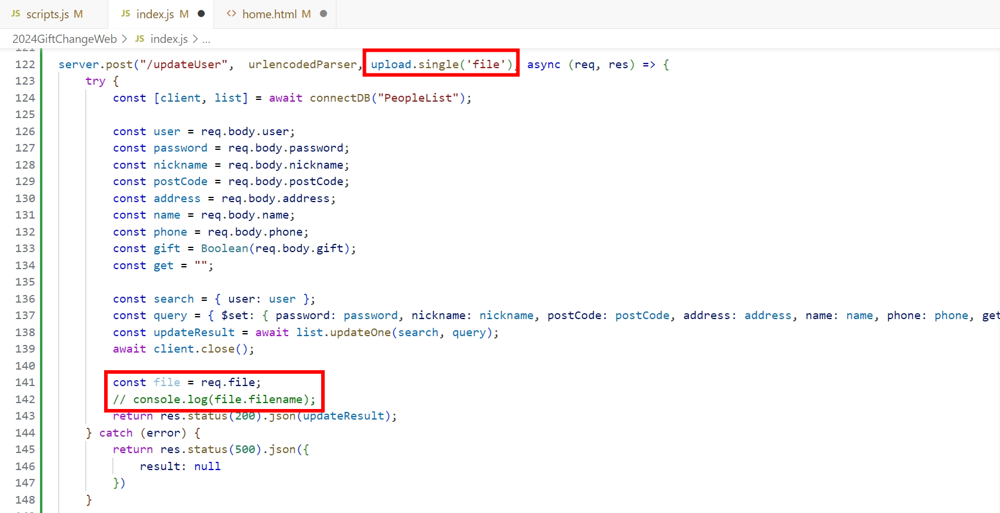 JS scripts.js M JS index.js M ● <> home.html M ●
2024GiftChangeWeb > JS index.js > ...
121
122 server.post("/updateUser", urlencodedParser, upload.single('file'), async (req, res) => {
123 try {
124 const [client, list] = await connectDB("PeopleList");
125
126 const user = req.body.user;
127 const password = req.body.password;
128 const nickname = req.body.nickname;
129 const postCode = req.body.postCode;
130 const address = req.body.address;
131 const name = req.body.name;
132 const phone = req.body.phone;
133 const gift = Boolean(req.body.gift);
134 const get = "";
135
136 const search = { user: user };
137 const query = { $set: { password: password, nickname: nickname, postCode: postCode, address: address, name: name, phone: phone, get
138 const updateResult = await list.updateOne(search, query);
139 await client.close();
140
141 const file = req.file;
142 // console.log(file.filename);
143 return res.status(200).json(updateResult);
144 } catch (error) {
145 return res.status(500).json({
146 result: null
147 })
148 }